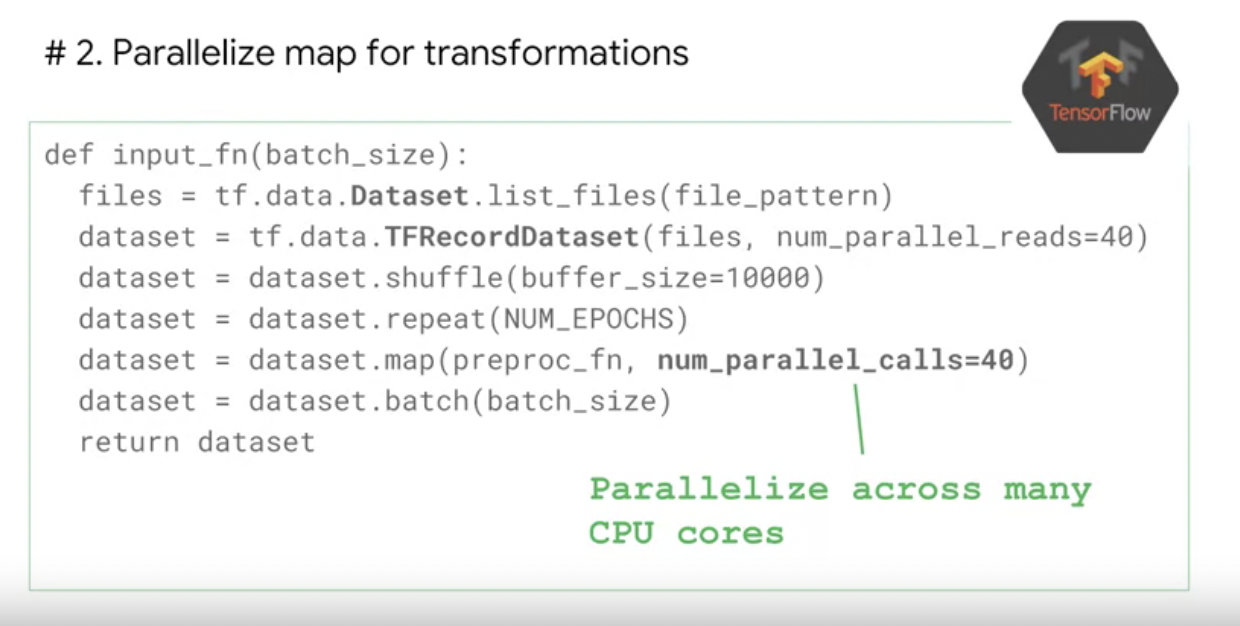 # 2. Parallelize map for transformations
TensorFlow
def input_fn(batch_size):
  files = tf.data.Dataset.list_files(file_pattern)
  dataset = tf.data.TFRecordDataset(files, num_parallel_reads=40)
  dataset = dataset.shuffle(buffer_size=10000)
  dataset = dataset.repeat(NUM_EPOCHS)
  dataset = dataset.map(preproc_fn, num_parallel_calls=40)
  dataset = dataset.batch(batch_size)
  return dataset
Parallelize across many
CPU cores